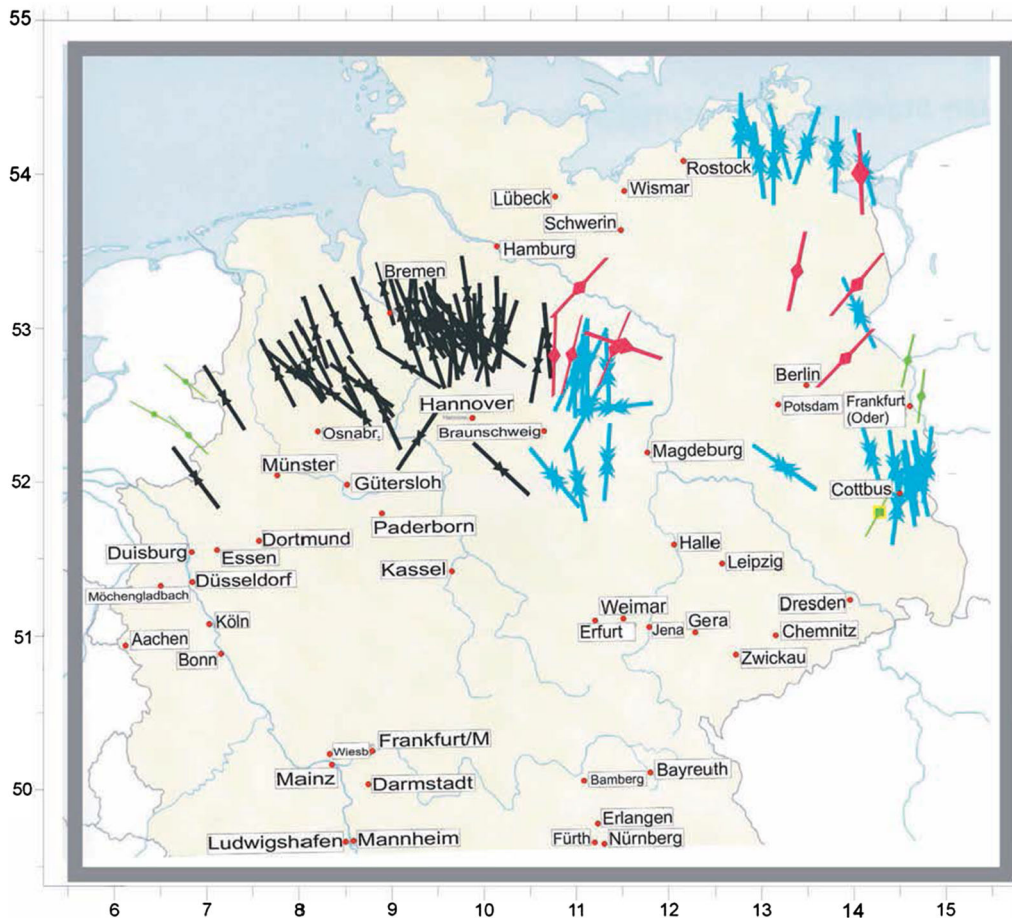 55
54
53
52
51
50
Rostock
Wismar
Lübeck
Schwerin
Hamburg
Bremen
Berlin
Hannover
Potsdam
Frankfurt
(Oder)
Osnabr,
Braunschweig
Magdeburg
Münster
Gütersloh
Cottbus
Paderborn
Dortmund
Duisburg
Essen
Halle
Kassel
Leipzig
Düsseldorf
Möchengladbach
Weimar
Dresden
Köln
Erfurt
Jena
Gera
Chemnitz
Aachen
Bonn
Zwickau
Frankfurt/M
Wiesb
Mainz
Darmstadt
Bamberg
Bayreuth
Erlangen
Ludwigshafen
Mannheim
Fürth
Nürnberg
6 7 8 9 10 11 12 13 14 15